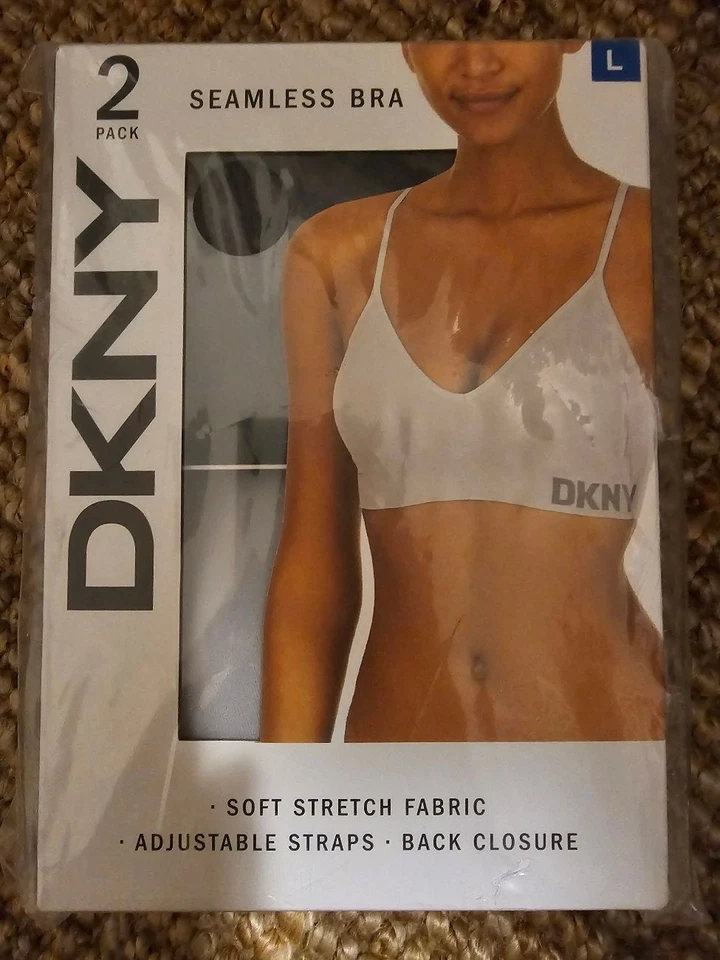 2
PACK
SEAMLESS BRA
L
DKNY
DKNY
· SOFT STRETCH FABRIC
· ADJUSTABLE STRAPS · BACK CLOSURE